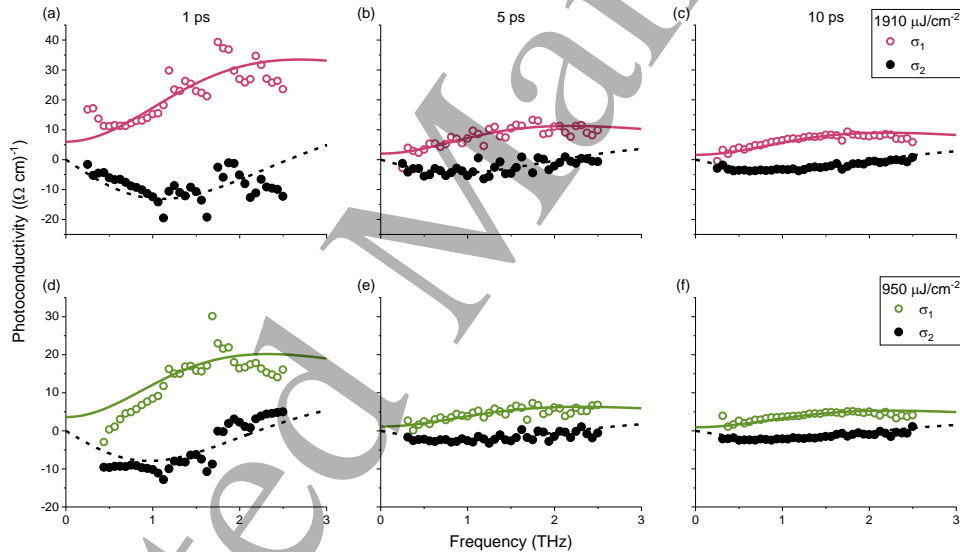 (a) 1 ps (b) 5 ps (c) 10 ps
1910 μJ/cm⁻²
σ₁
σ₂
40
30
20
10
0
-10
-20
Photoconductivity ((Ω cm)⁻¹)
(d) (e) (f)
950 μJ/cm⁻²
σ₁
σ₂
30
20
10
0
-10
-20
0 1 2 3 0 1 2 3 0 1 2 3
Frequency (THz)
ted Man